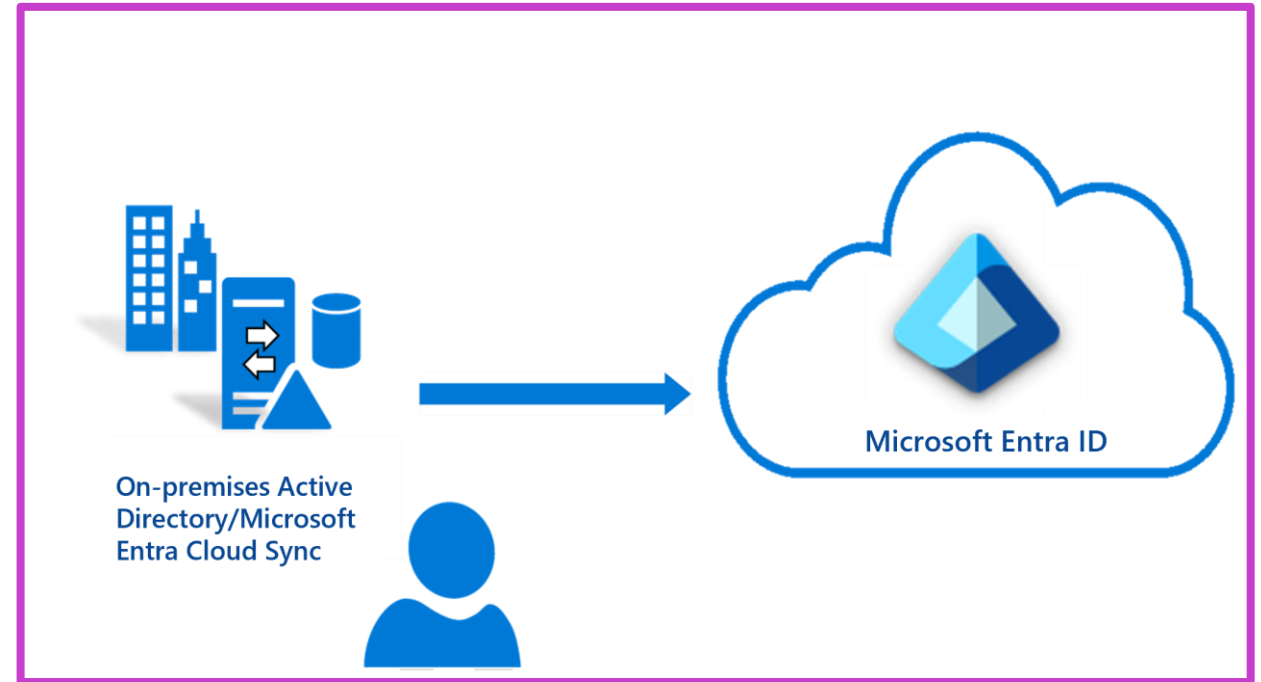 On-premises Active
Directory/Microsoft
Entra Cloud Sync
Microsoft Entra ID